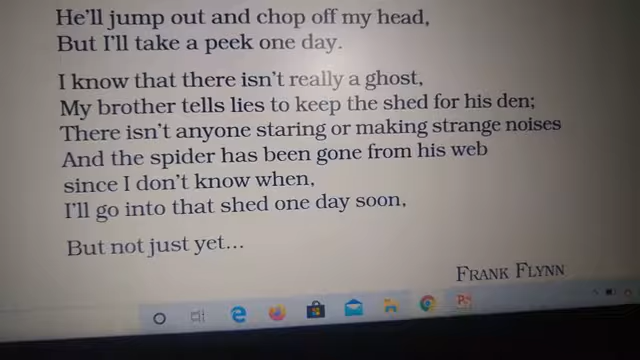 He'll jump out and chop off my head,
But I'll take a peek one day.
I know that there isn't really a ghost,
My brother tells lies to keep the shed for his den;
There isn't anyone staring or making strange noises
And the spider has been gone from his web
since I don't know when,
I'll go into that shed one day soon,
But not just yet...
FRANK FLYNN